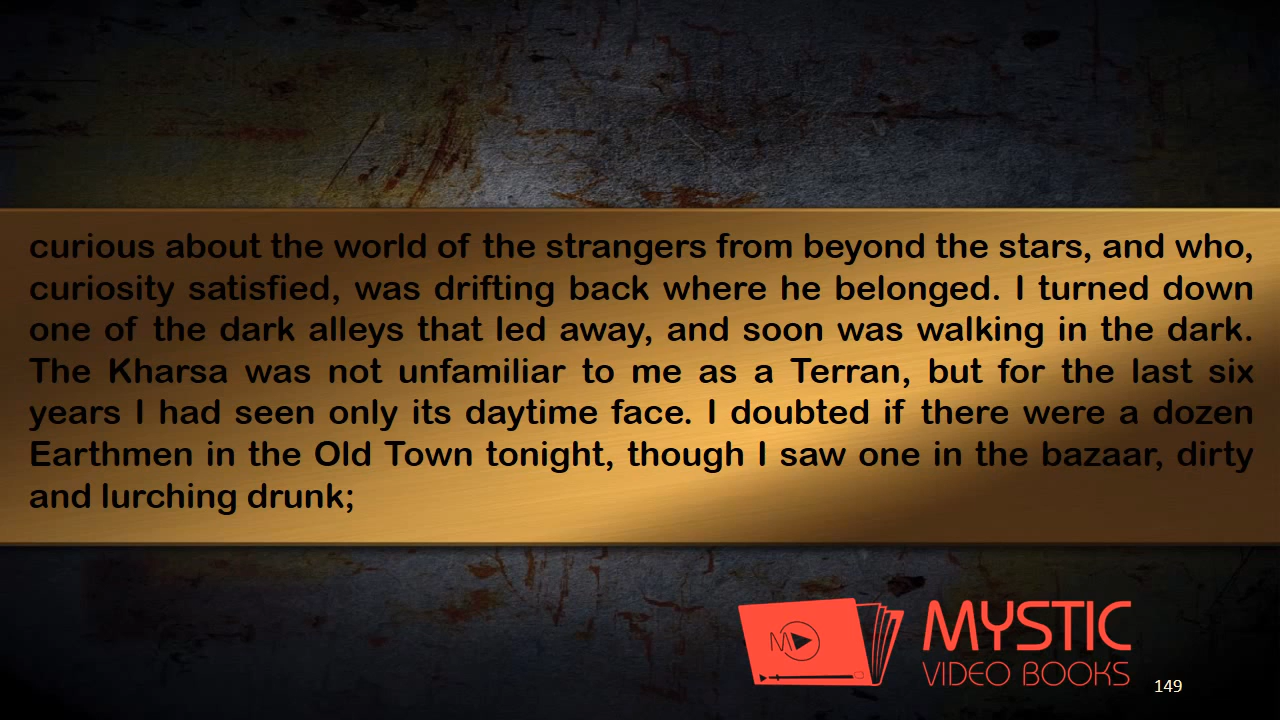 curious about the world of the strangers from beyond the stars, and who,
curiosity satisfied, was drifting back where he belonged. I turned down
one of the dark alleys that led away, and soon was walking in the dark.
The Kharsa was not unfamiliar to me as a Terran, but for the last six
years I had seen only its daytime face. I doubted if there were a dozen
Earthmen in the Old Town tonight, though I saw one in the bazaar, dirty
and lurching drunk;
M
MYSTIC
VIDEO BOOKS
149